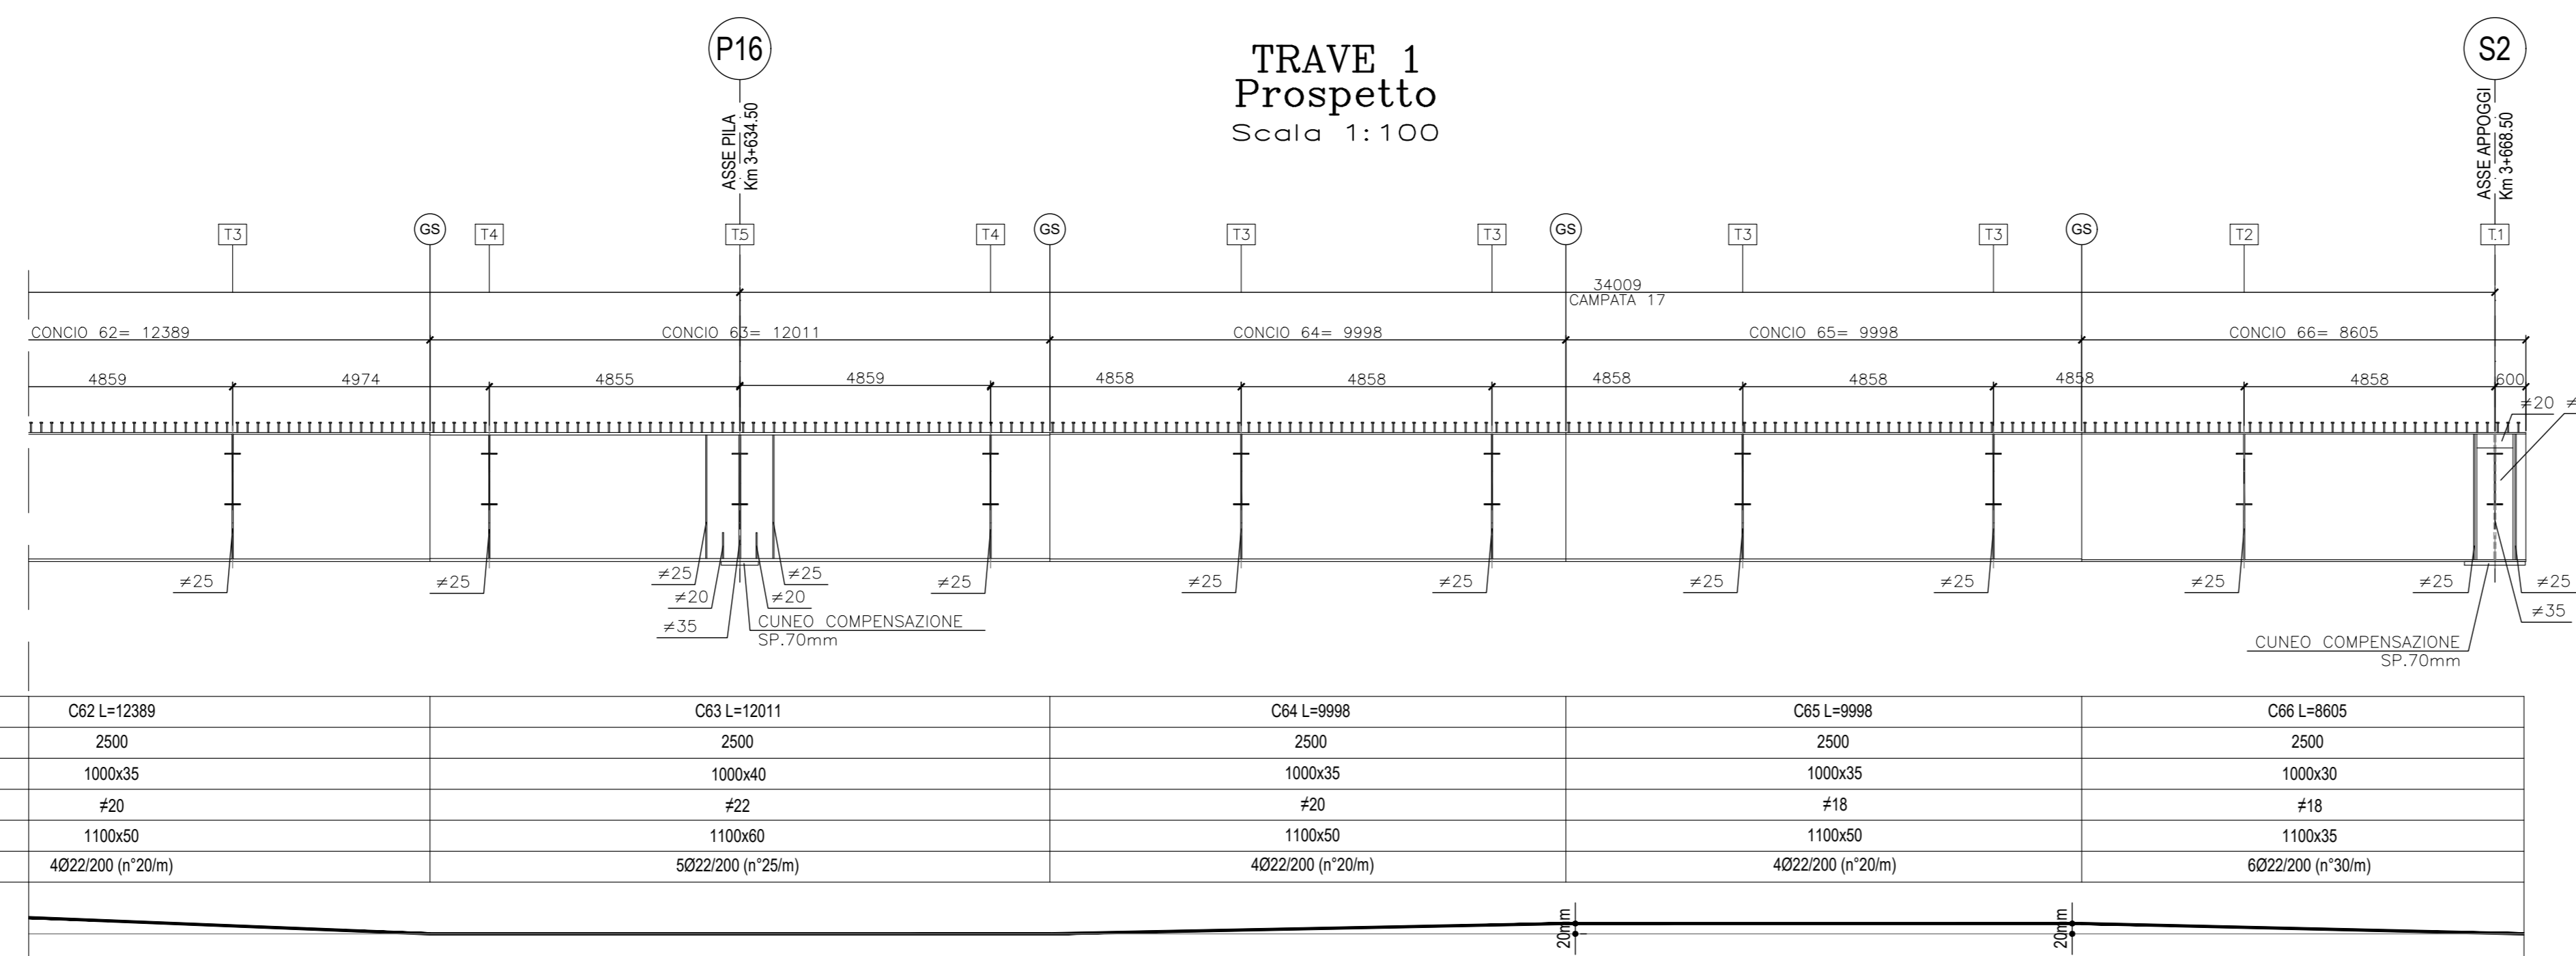 P16
S2
TRAVE 1
Prospetto
Scala 1:100
ASSE PILA
Km 3+634.50
ASSE APPOGGI
Km 3+668.50
T3 GS T4 T5 T4 GS T3 T3 GS T3 T3 GS T2 T.1
34009
CAMPATA 17
CONCIO 62= 12389 CONCIO 63= 12011 CONCIO 64= 9998 CONCIO 65= 9998 CONCIO 66= 8605
4859 4974 4855 4859 4858 4858 4858 4858 4858 4858 600
≠20 ≠
≠25 ≠25 ≠25 ≠25 ≠25 ≠25 ≠25 ≠25 ≠25 ≠25 ≠25 ≠25
≠20 ≠20
≠35
≠35
CUNEO COMPENSAZIONE
SP.70mm
CUNEO COMPENSAZIONE
SP.70mm
C62 L=12389 C63 L=12011 C64 L=9998 C65 L=9998 C66 L=8605
2500 2500 2500 2500 2500
1000x35 1000x40 1000x35 1000x35 1000x30
≠20 ≠22 ≠20 ≠18 ≠18
1100x50 1100x60 1100x50 1100x50 1100x35
4Ø22/200 (n°20/m) 5Ø22/200 (n°25/m) 4Ø22/200 (n°20/m) 4Ø22/200 (n°20/m) 6Ø22/200 (n°30/m)
20mm 20mm